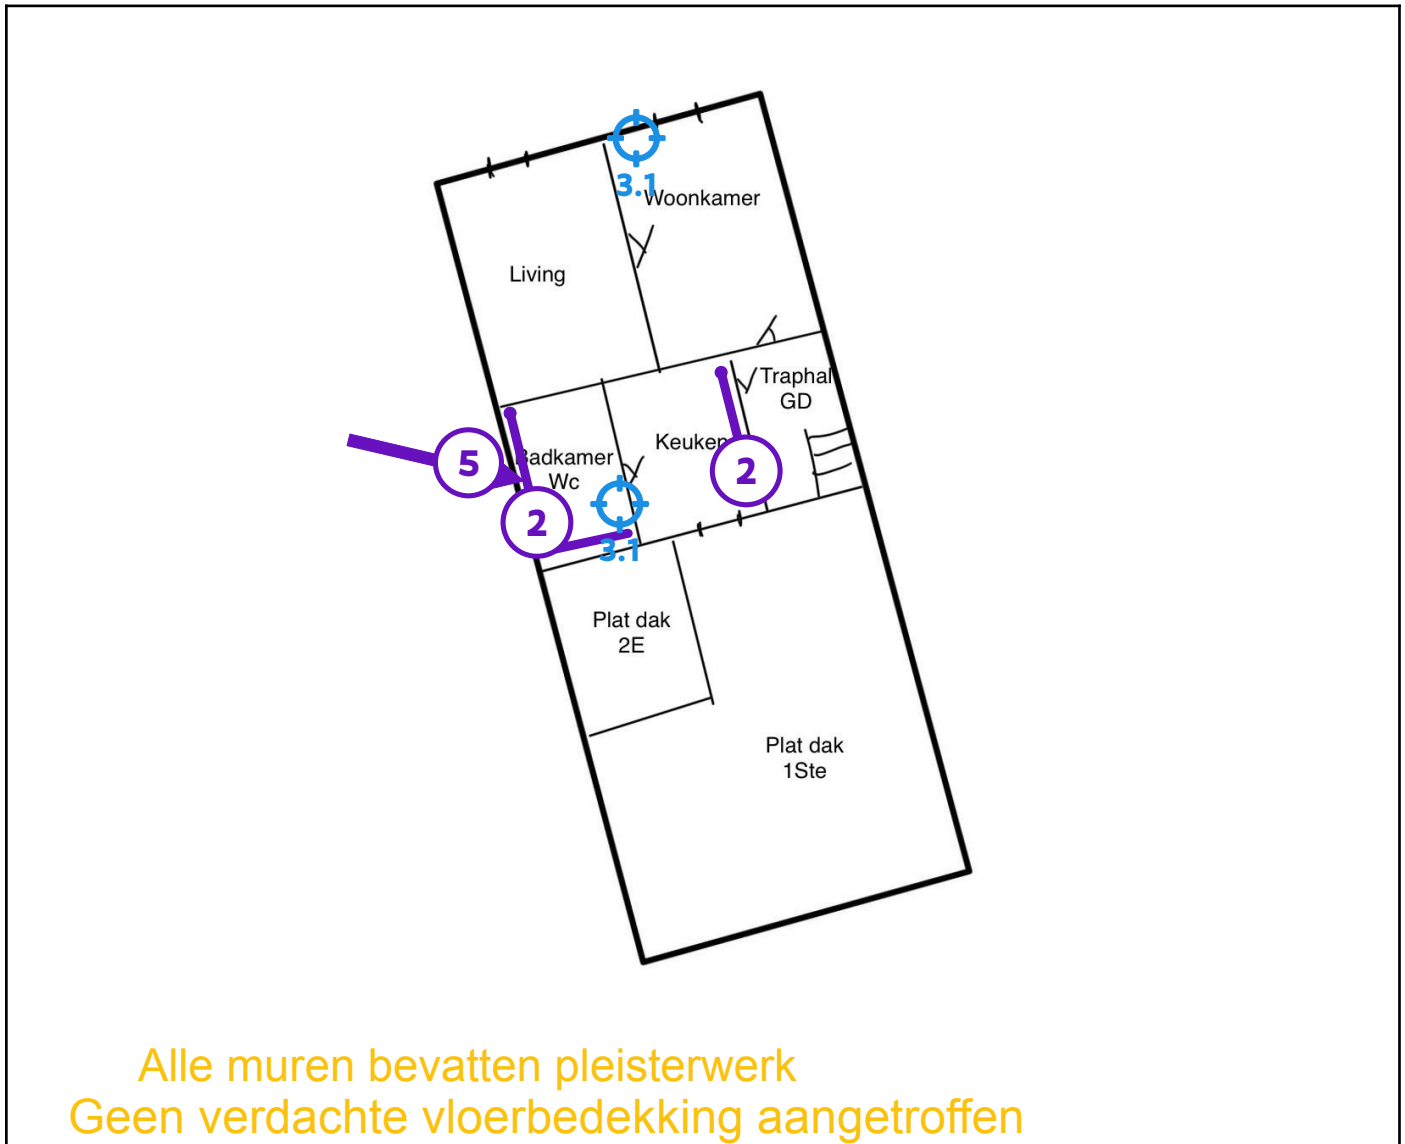 3.1
Woonkamer
Living
Traphal
GD
Keuken
Badkamer
Wc
5
2
2
3.1
Plat dak
2E
Plat dak
1Ste
Alle muren bevatten pleisterwerk
Geen verdachte vloerbedekking aangetroffen